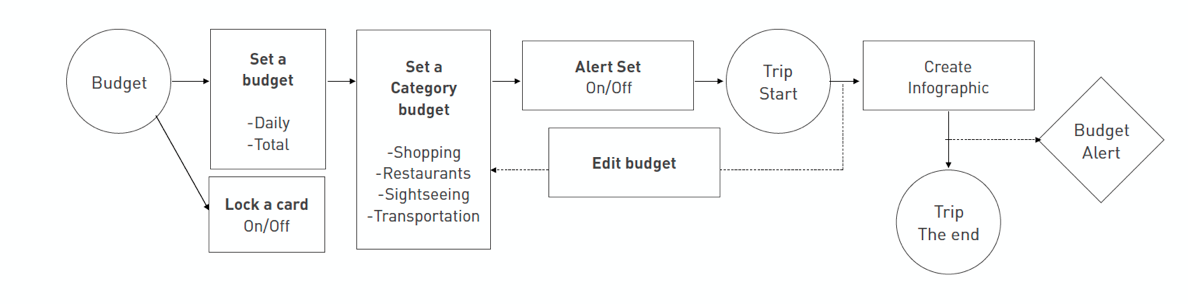 Budget
Set a
budget
-Daily
-Total
Lock a card
On/Off
Set a
Category
budget
-Shopping
-Restaurants
-Sightseeing
-Transportation
Alert Set
On/Off
Edit budget
Trip
Start
Create
Infographic
Budget
Alert
Trip
The end